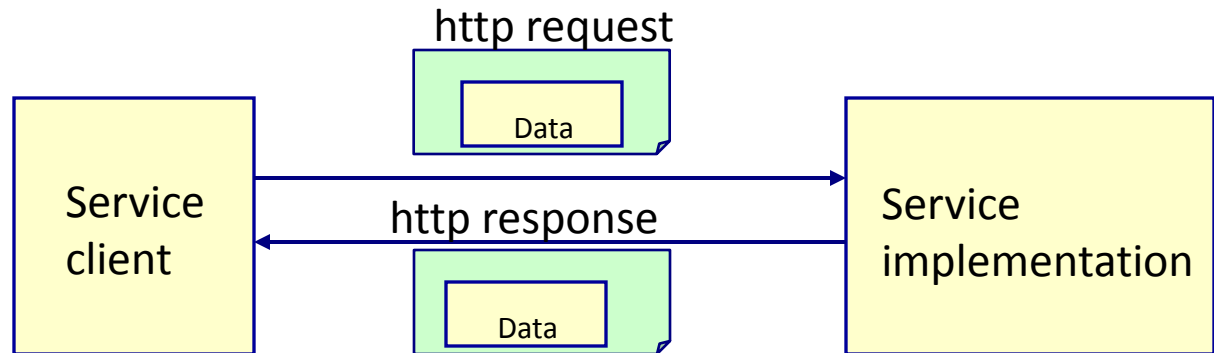 http request
Data
Service
client
http response
Service
implementation
Data